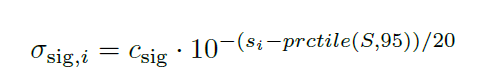 σ_sig,i = c_sig · 10^−(s_i−prctile(S,95))/20